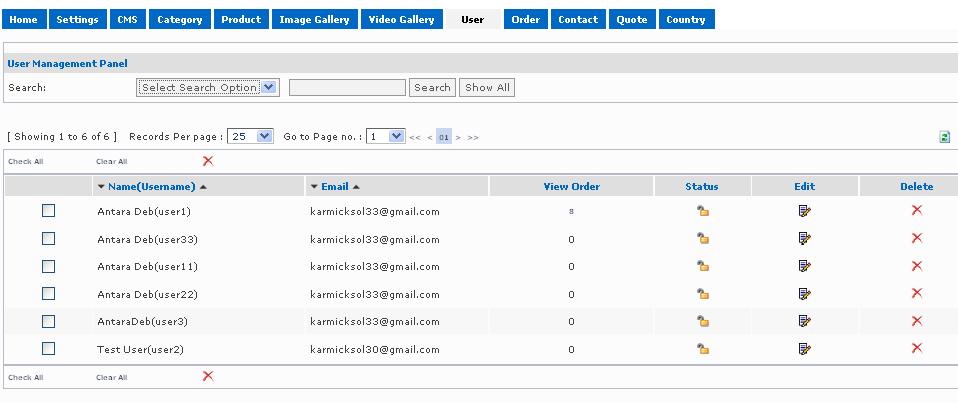 Home Settings CMS Category Product Image Gallery Video Gallery User Order Contact Quote Country
User Management Panel
Search: Select Search Option Search Show All
[ Showing 1 to 6 of 6 ] Records Per page : 25 Go to Page no. : 1 << < 01 > >>
Check All Clear All
Name(Username) Email View Order Status Edit Delete
Antara Deb(user1) karmicksol33@gmail.com 8
Antara Deb(user33) karmicksol33@gmail.com 0
Antara Deb(user11) karmicksol33@gmail.com 0
Antara Deb(user22) karmicksol33@gmail.com 0
AntaraDeb(user3) karmicksol33@gmail.com 0
Test User(user2) karmicksol30@gmail.com 0
Check All Clear All